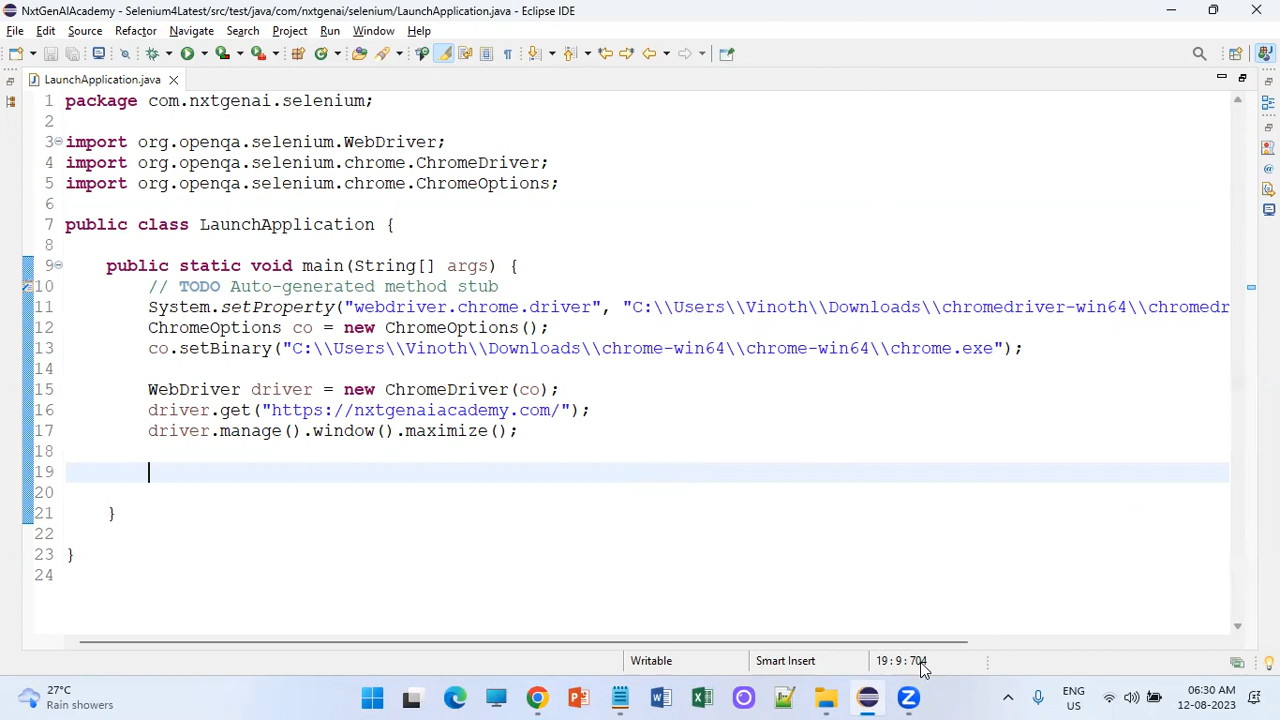 NxtGenAIAcademy - Selenium4Latest/src/test/java/com/nxtgenai/selenium/LaunchApplication.java - Eclipse IDE
File Edit Source Refactor Navigate Search Project Run Window Help
LaunchApplication.java
1 package com.nxtgenai.selenium;
2
3 import org.openqa.selenium.WebDriver;
4 import org.openqa.selenium.chrome.ChromeDriver;
5 import org.openqa.selenium.chrome.ChromeOptions;
6
7 public class LaunchApplication {
8
9 public static void main(String[] args) {
10 // TODO Auto-generated method stub
11 System.setProperty("webdriver.chrome.driver", "C:\\Users\\Vinoth\\Downloads\\chromedriver-win64\\chromedr
12 ChromeOptions co = new ChromeOptions();
13 co.setBinary("C:\\Users\\Vinoth\\Downloads\\chrome-win64\\chrome-win64\\chrome.exe");
14
15 WebDriver driver = new ChromeDriver(co);
16 driver.get("https://nxtgenaiacademy.com/");
17 driver.manage().window().maximize();
18
19
20
21 }
22
23 }
24
Writable Smart Insert 19 : 9 : 704
27°C
Rain showers
ENG
US
06:30 AM
12-08-2023